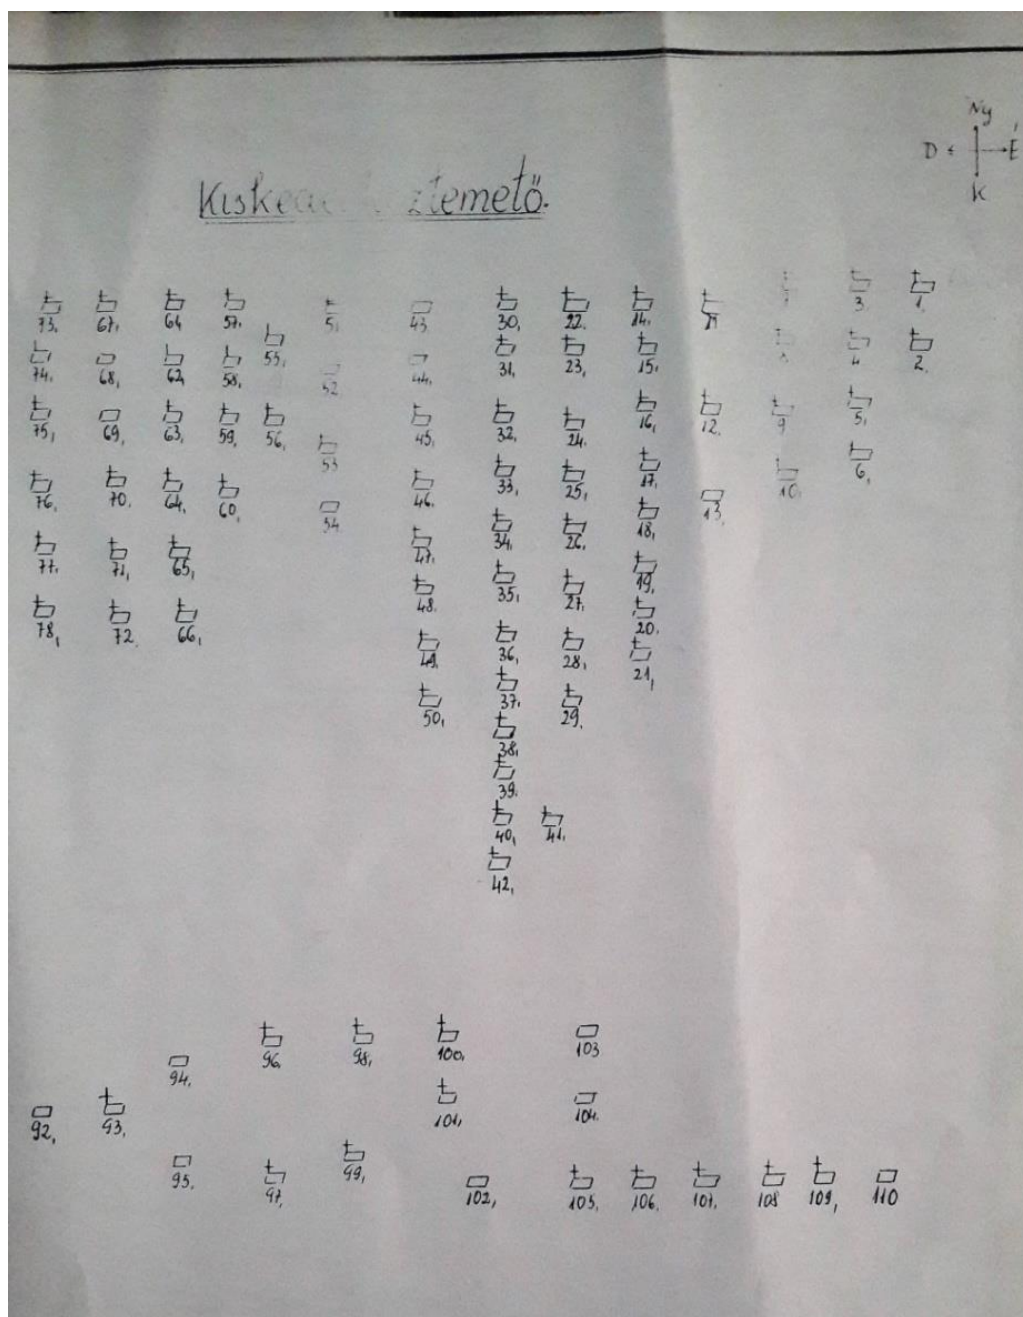 Ny
D É
K
temető.
73, 67, 64, 57, 5, 43, 30, 22, 14, 3, 1,
55,
74, 68, 62, 58, 52, 44, 31, 23, 15, 4 2,
75, 69, 63, 59, 56, 45, 32, 24, 16, 12, 9 5,
53 6,
76, 70, 64, 60, 54 46, 33, 25, 17, 13, 10,
34, 26, 18,
77, 71, 65, 47, 35, 27, 19,
48, 20,
78, 72, 66, 49, 36, 28, 21,
50, 37, 29,
38,
39,
40, 41,
42,
96, 98, 100, 103
94,
92, 93, 101, 104
95, 97, 99, 102, 105, 106, 107, 108 109, 110